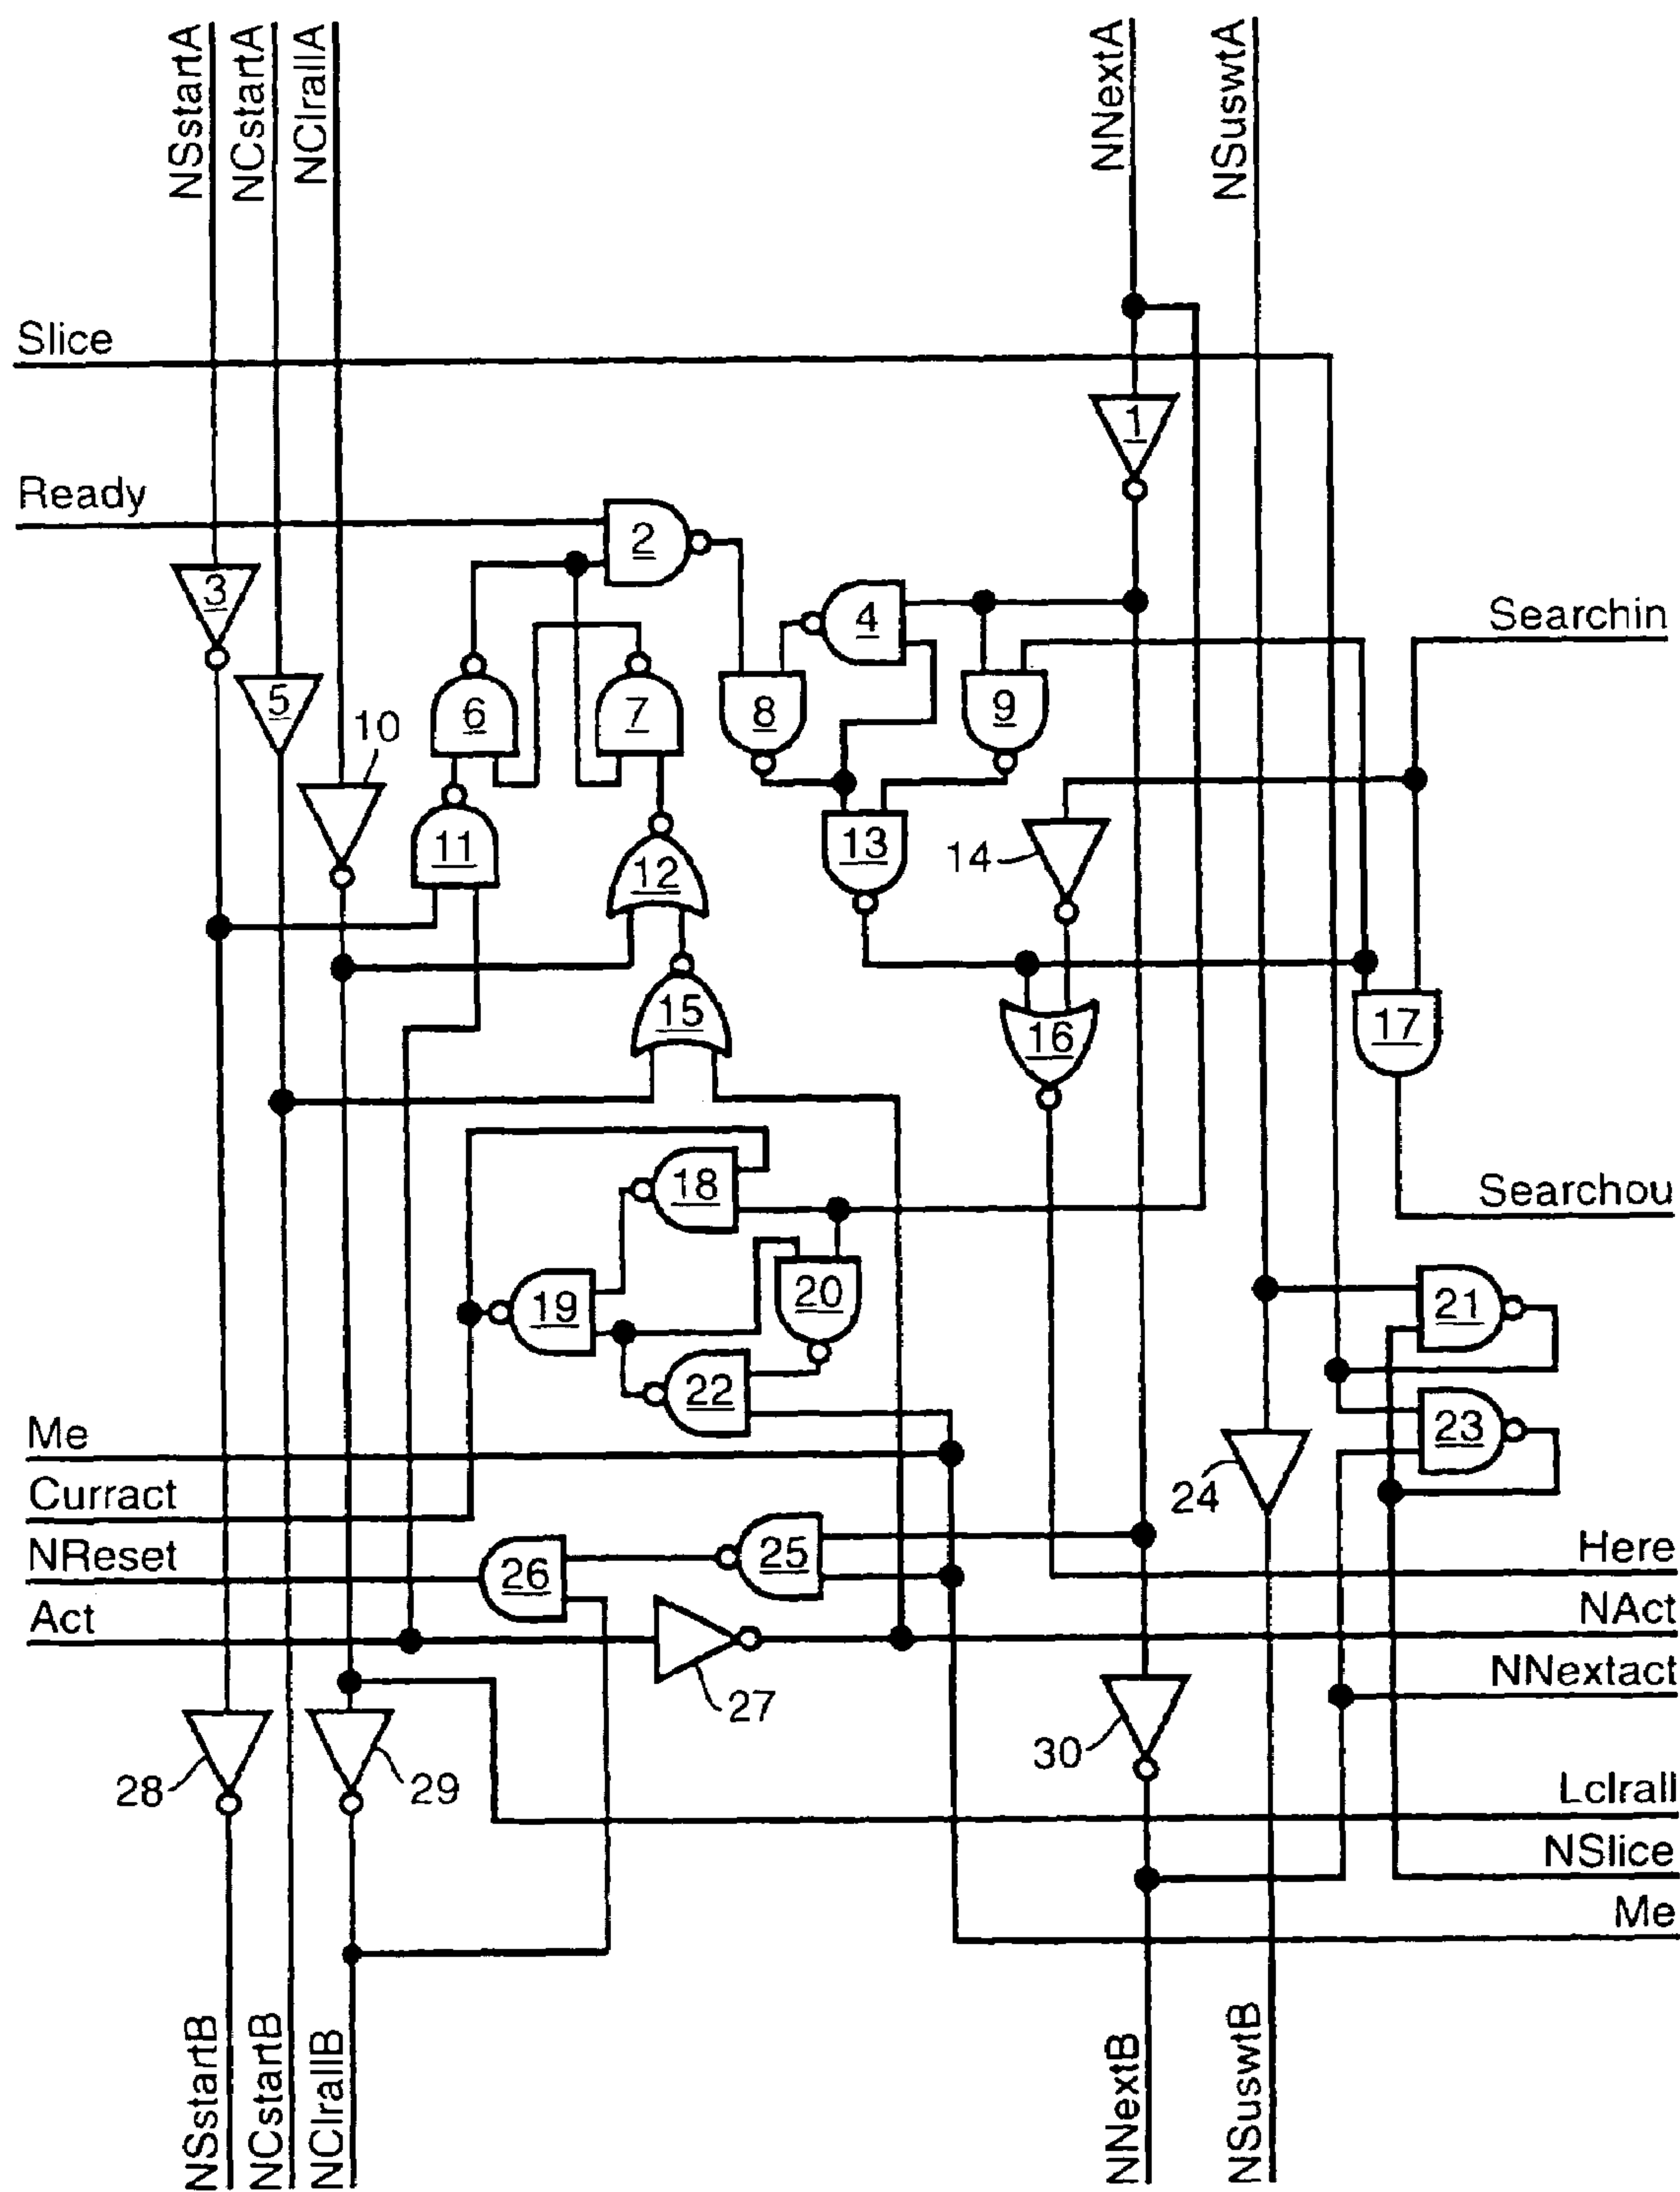 NSstartA
NCstartA
NClrallA
NNextA
NSuswtA
Slice
1
Ready
2
3
4
Searchin
5
6
7
8
9
10
11
12
13
14
15
16
17
18
Searchou
19
20
21
22
23
Me
24
Curract
25
Here
NReset
26
NAct
Act
27
NNextact
28
29
30
Lclrall
NSlice
Me
NSstartB
NCstartB
NClrallB
NNextB
NSuswtB